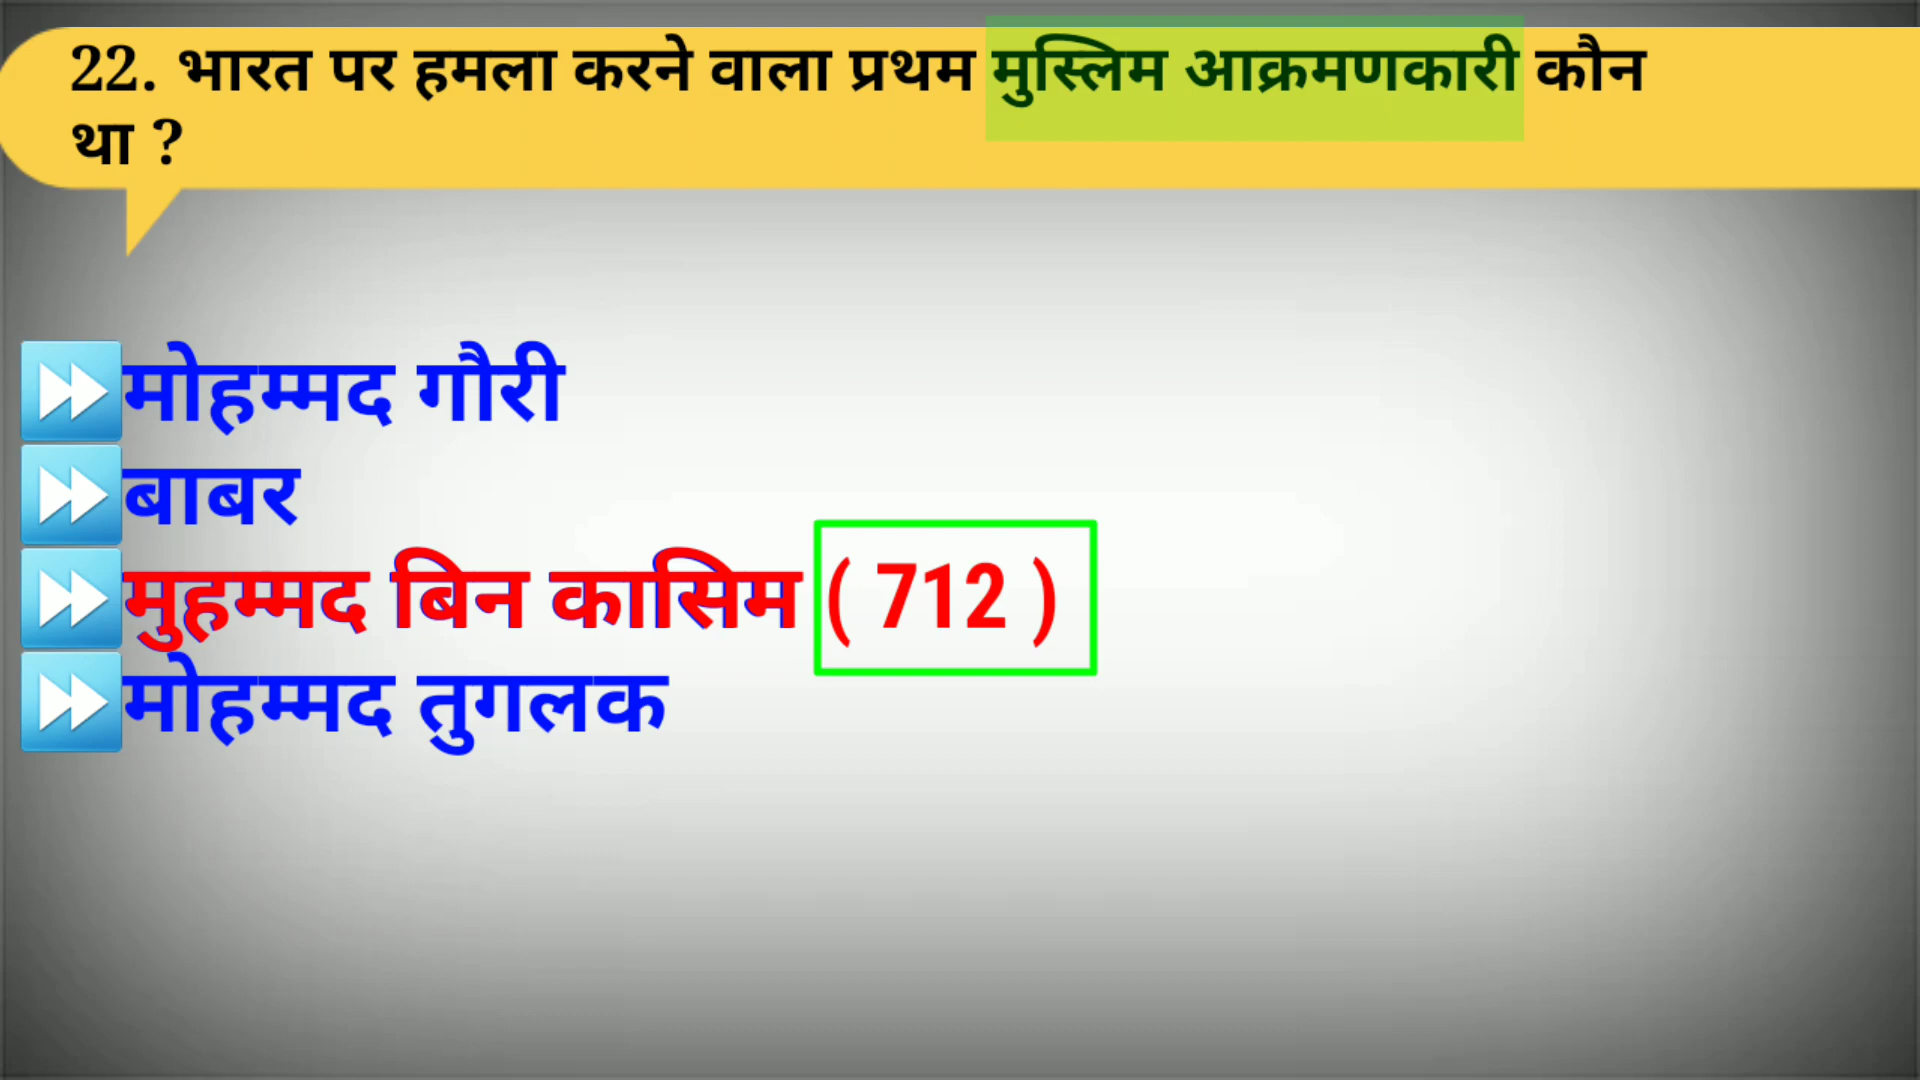 22. भारत पर हमला करने वाला प्रथम मुस्लिम आक्रमणकारी कौन
था ?
⏩मोहम्मद गौरी
⏩बाबर
⏩मुहम्मद बिन कासिम ( 712 )
⏩मोहम्मद तुगलक